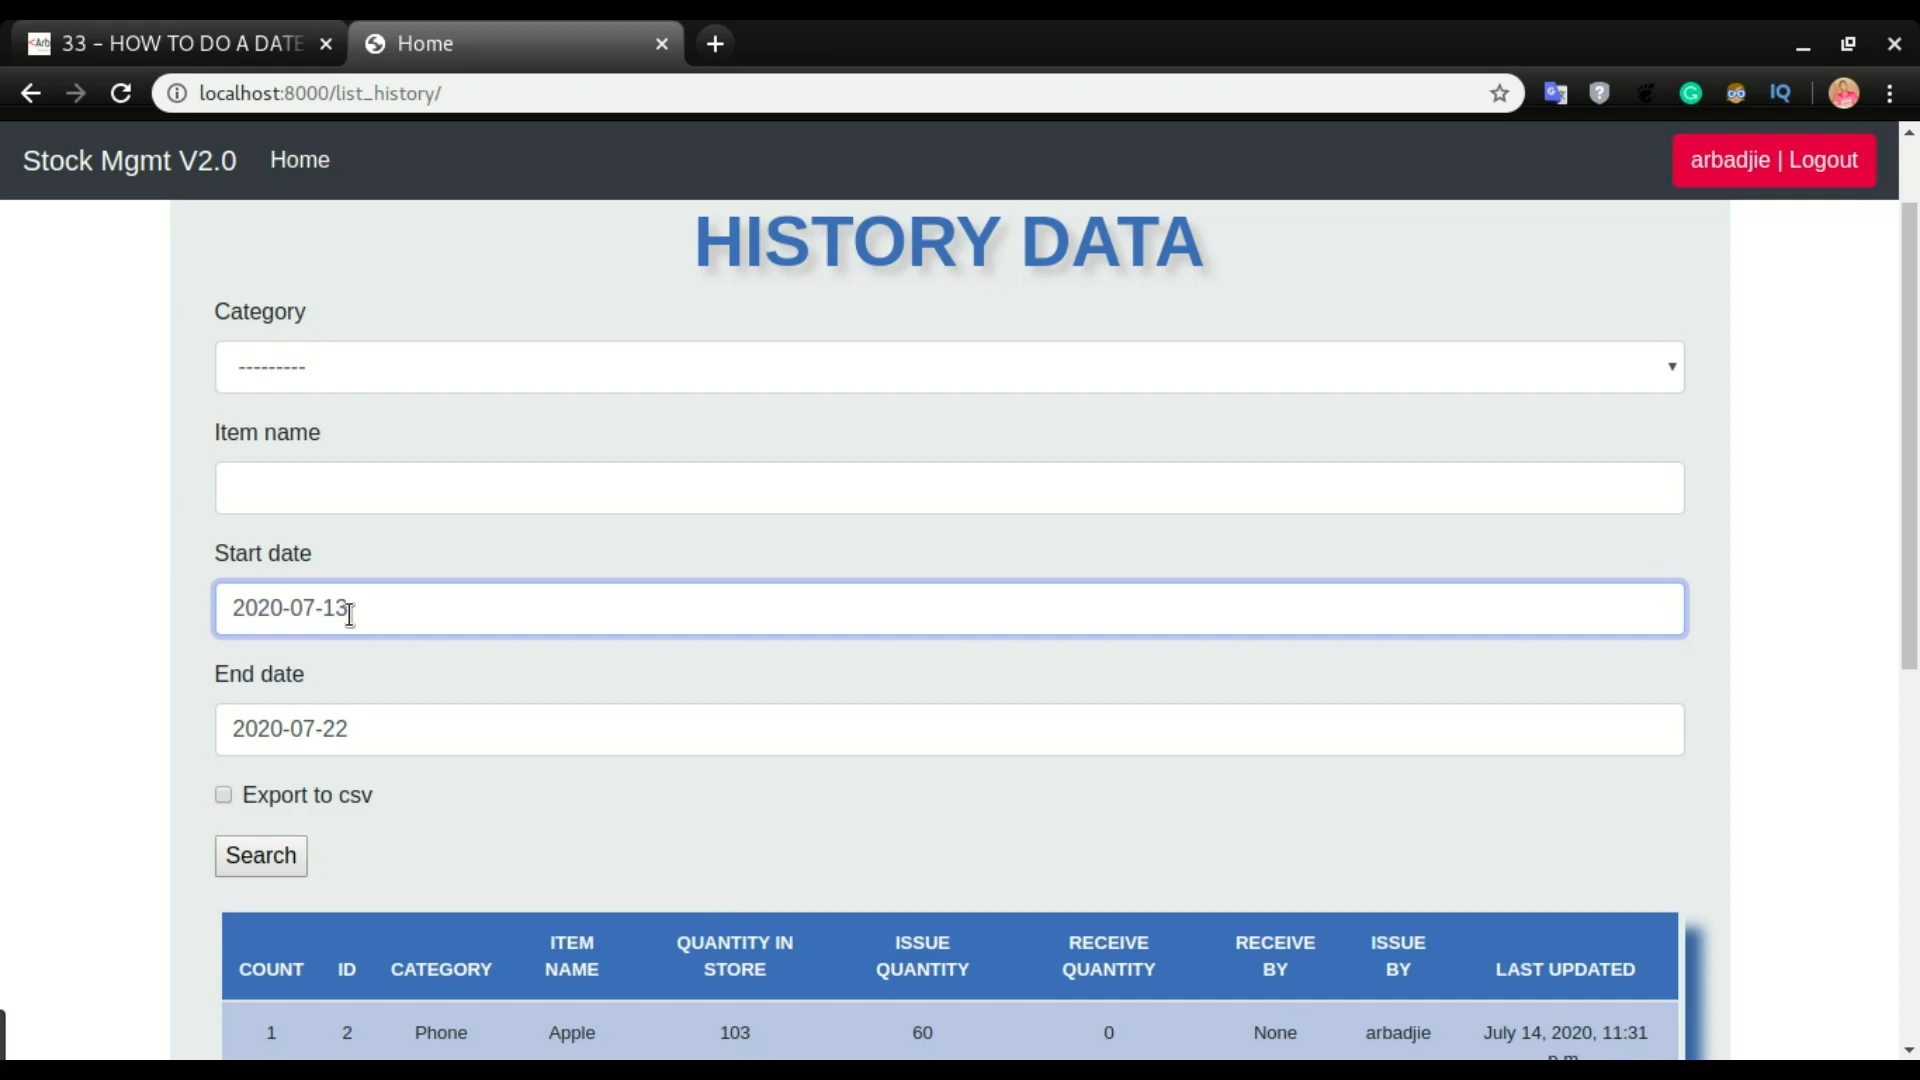 33 – HOW TO DO A DATE
Home
localhost:8000/list_history/
IQ
Stock Mgmt V2.0 Home
arbadjie | Logout
HISTORY DATA
Category
---------
Item name
Start date
2020-07-13
End date
2020-07-22
Export to csv
Search
COUNT ID CATEGORY ITEM NAME QUANTITY IN STORE ISSUE QUANTITY RECEIVE QUANTITY RECEIVE BY ISSUE BY LAST UPDATED
1 2 Phone Apple 103 60 0 None arbadjie July 14, 2020, 11:31
p.m.